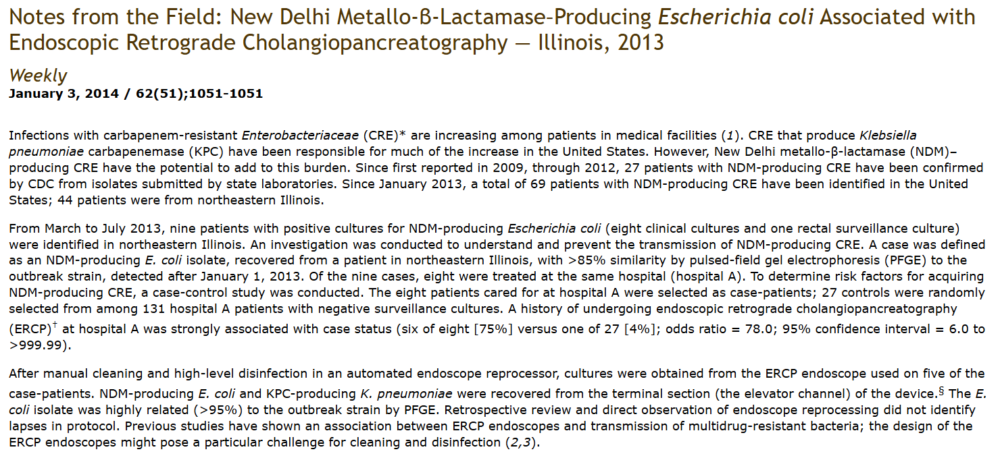 Notes from the Field: New Delhi Metallo-ß-Lactamase–Producing Escherichia coli Associated with
Endoscopic Retrograde Cholangiopancreatography — Illinois, 2013
Weekly
January 3, 2014 / 62(51);1051-1051
Infections with carbapenem-resistant Enterobacteriaceae (CRE)* are increasing among patients in medical facilities (1). CRE that produce Klebsiella
pneumoniae carbapenemase (KPC) have been responsible for much of the increase in the United States. However, New Delhi metallo-β-lactamase (NDM)–
producing CRE have the potential to add to this burden. Since first reported in 2009, through 2012, 27 patients with NDM-producing CRE have been confirmed
by CDC from isolates submitted by state laboratories. Since January 2013, a total of 69 patients with NDM-producing CRE have been identified in the United
States; 44 patients were from northeastern Illinois.
From March to July 2013, nine patients with positive cultures for NDM-producing Escherichia coli (eight clinical cultures and one rectal surveillance culture)
were identified in northeastern Illinois. An investigation was conducted to understand and prevent the transmission of NDM-producing CRE. A case was defined
as an NDM-producing E. coli isolate, recovered from a patient in northeastern Illinois, with >85% similarity by pulsed-field gel electrophoresis (PFGE) to the
outbreak strain, detected after January 1, 2013. Of the nine cases, eight were treated at the same hospital (hospital A). To determine risk factors for acquiring
NDM-producing CRE, a case-control study was conducted. The eight patients cared for at hospital A were selected as case-patients; 27 controls were randomly
selected from among 131 hospital A patients with negative surveillance cultures. A history of undergoing endoscopic retrograde cholangiopancreatography
(ERCP)† at hospital A was strongly associated with case status (six of eight [75%] versus one of 27 [4%]; odds ratio = 78.0; 95% confidence interval = 6.0 to
>999.99).
After manual cleaning and high-level disinfection in an automated endoscope reprocessor, cultures were obtained from the ERCP endoscope used on five of the
case-patients. NDM-producing E. coli and KPC-producing K. pneumoniae were recovered from the terminal section (the elevator channel) of the device.§ The E.
coli isolate was highly related (>95%) to the outbreak strain by PFGE. Retrospective review and direct observation of endoscope reprocessing did not identify
lapses in protocol. Previous studies have shown an association between ERCP endoscopes and transmission of multidrug-resistant bacteria; the design of the
ERCP endoscopes might pose a particular challenge for cleaning and disinfection (2,3).